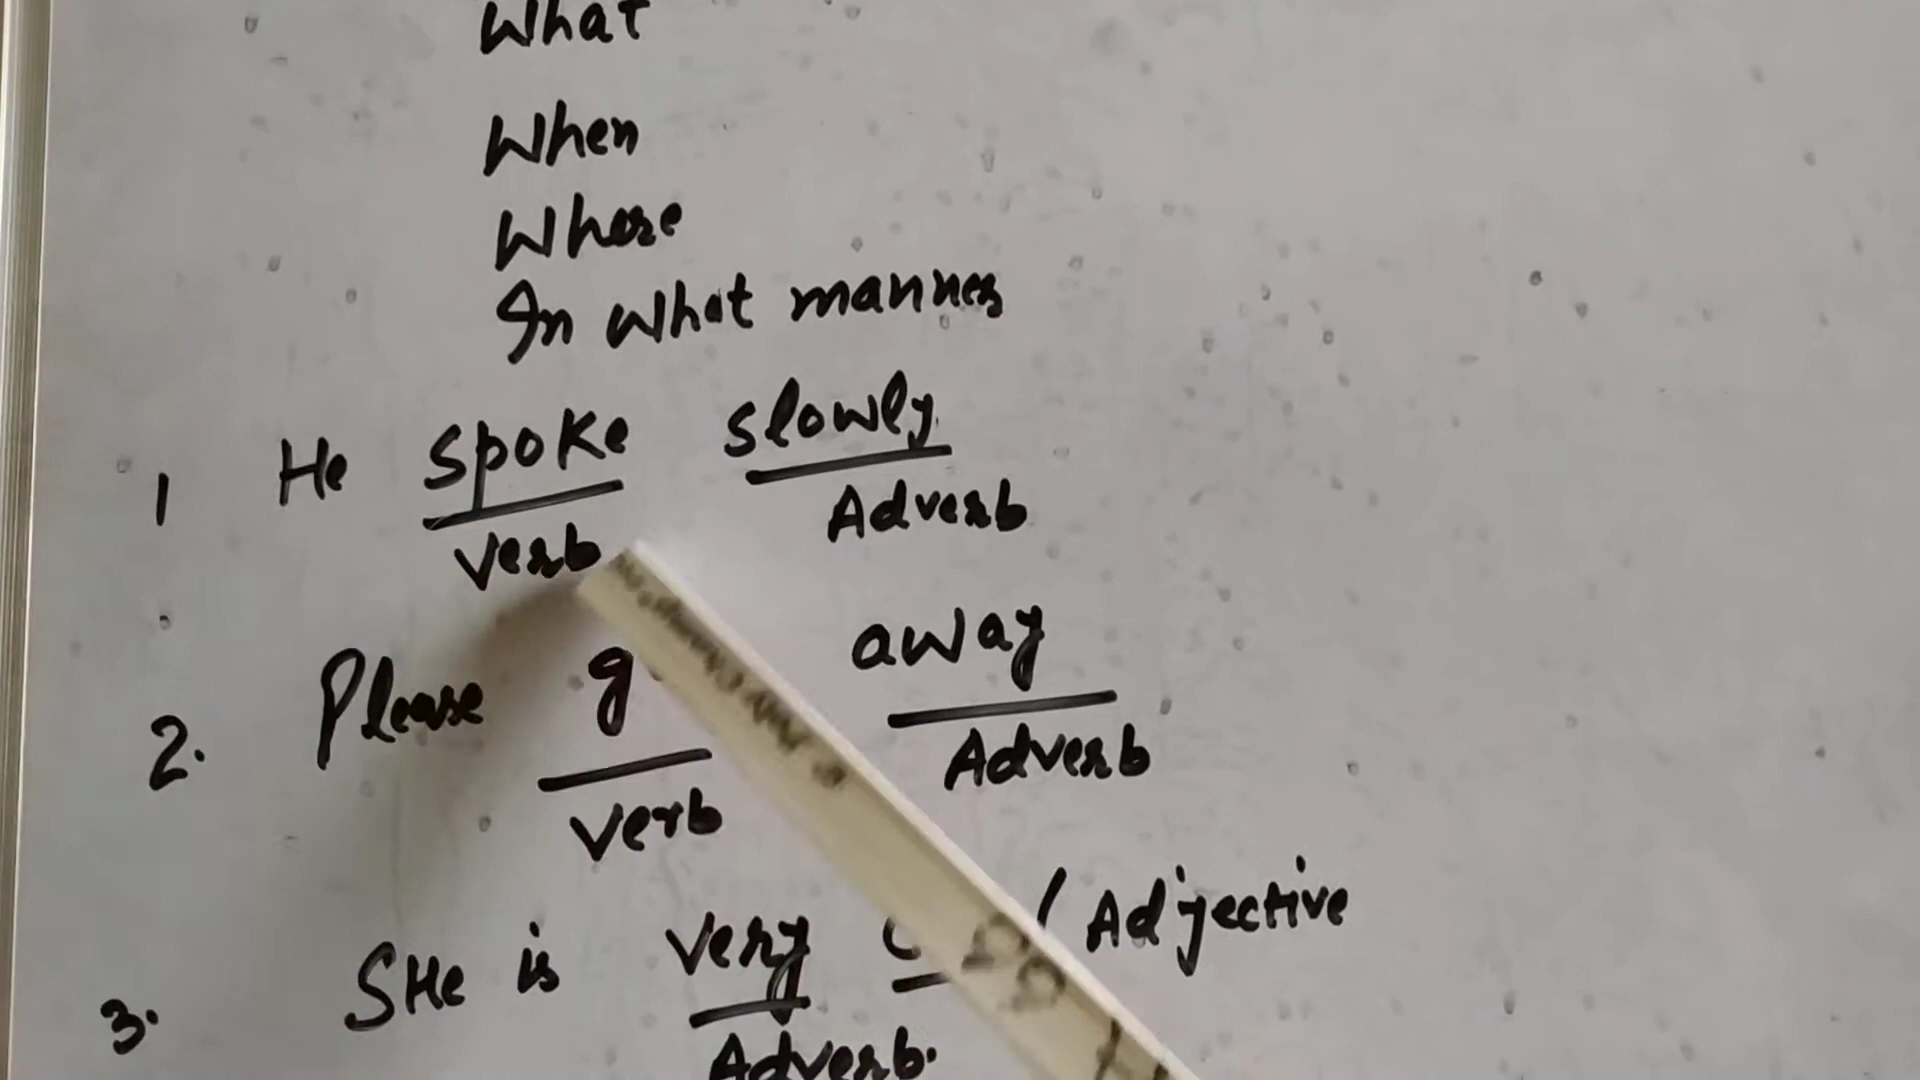 What
When
Where
In what manner
1 He spoke slowly
Verb Adverb
2. Please away
Verb Adverb
3. SHe is very / Adjective
Adverb.